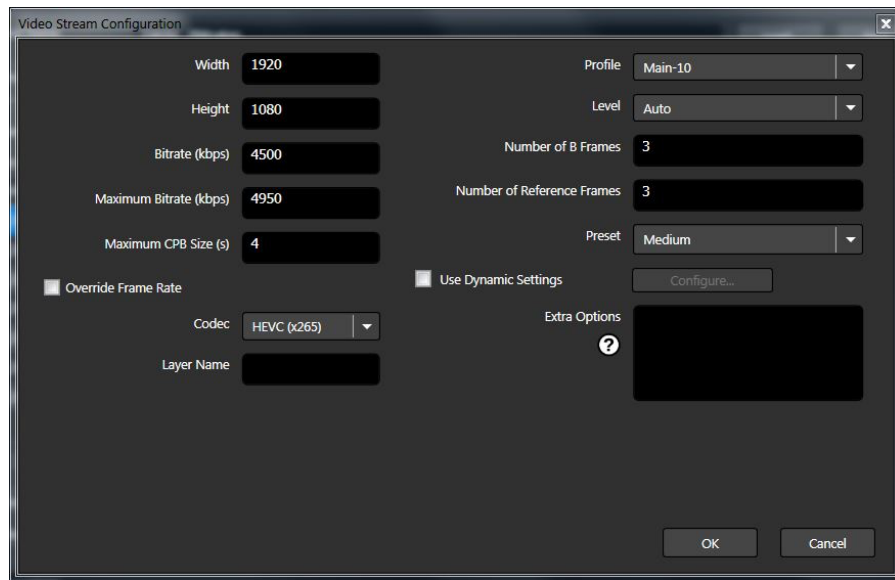 Video Stream Configuration
Width 1920
Height 1080
Bitrate (kbps) 4500
Maximum Bitrate (kbps) 4950
Maximum CPB Size (s) 4
Override Frame Rate
Codec HEVC (x265)
Layer Name
Profile Main-10
Level Auto
Number of B Frames 3
Number of Reference Frames 3
Preset Medium
Use Dynamic Settings Configure...
Extra Options
?
OK Cancel